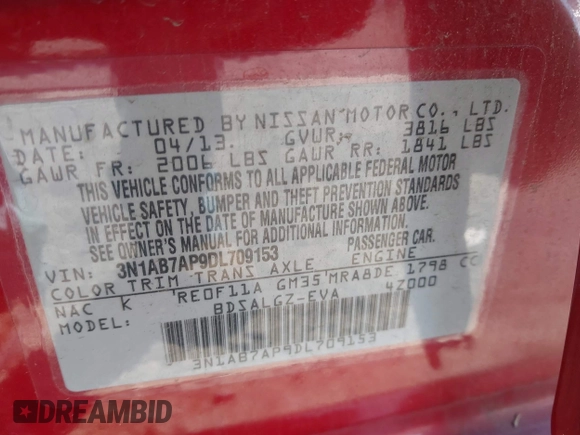 MANUFACTURED BY NISSAN MOTOR CO., LTD.
DATE: 04/13. GVUR: 3816 LBS
GAWR FR: 2006 LBS GAWR RR: 1841 LBS
THIS VEHICLE CONFORMS TO ALL APPLICABLE FEDERAL MOTOR
VEHICLE SAFETY, BUMPER AND THEFT PREVENTION STANDARDS
IN EFFECT ON THE DATE OF MANUFACTURE SHOWN ABOVE.
SEE OWNER'S MANUAL FOR ADDITIONAL INFORMATION.
VIN: 3N1AB7AP9DL709153 PASSENGER CAR.
COLOR TRIM TRANS AXLE ENGINE
NAC K RE0F11A GM35 MRA8DE 1798 CC
MODEL: BDSALGZ-EVA 4Z000
3N1AB7AP9DL709153
DREAMBID